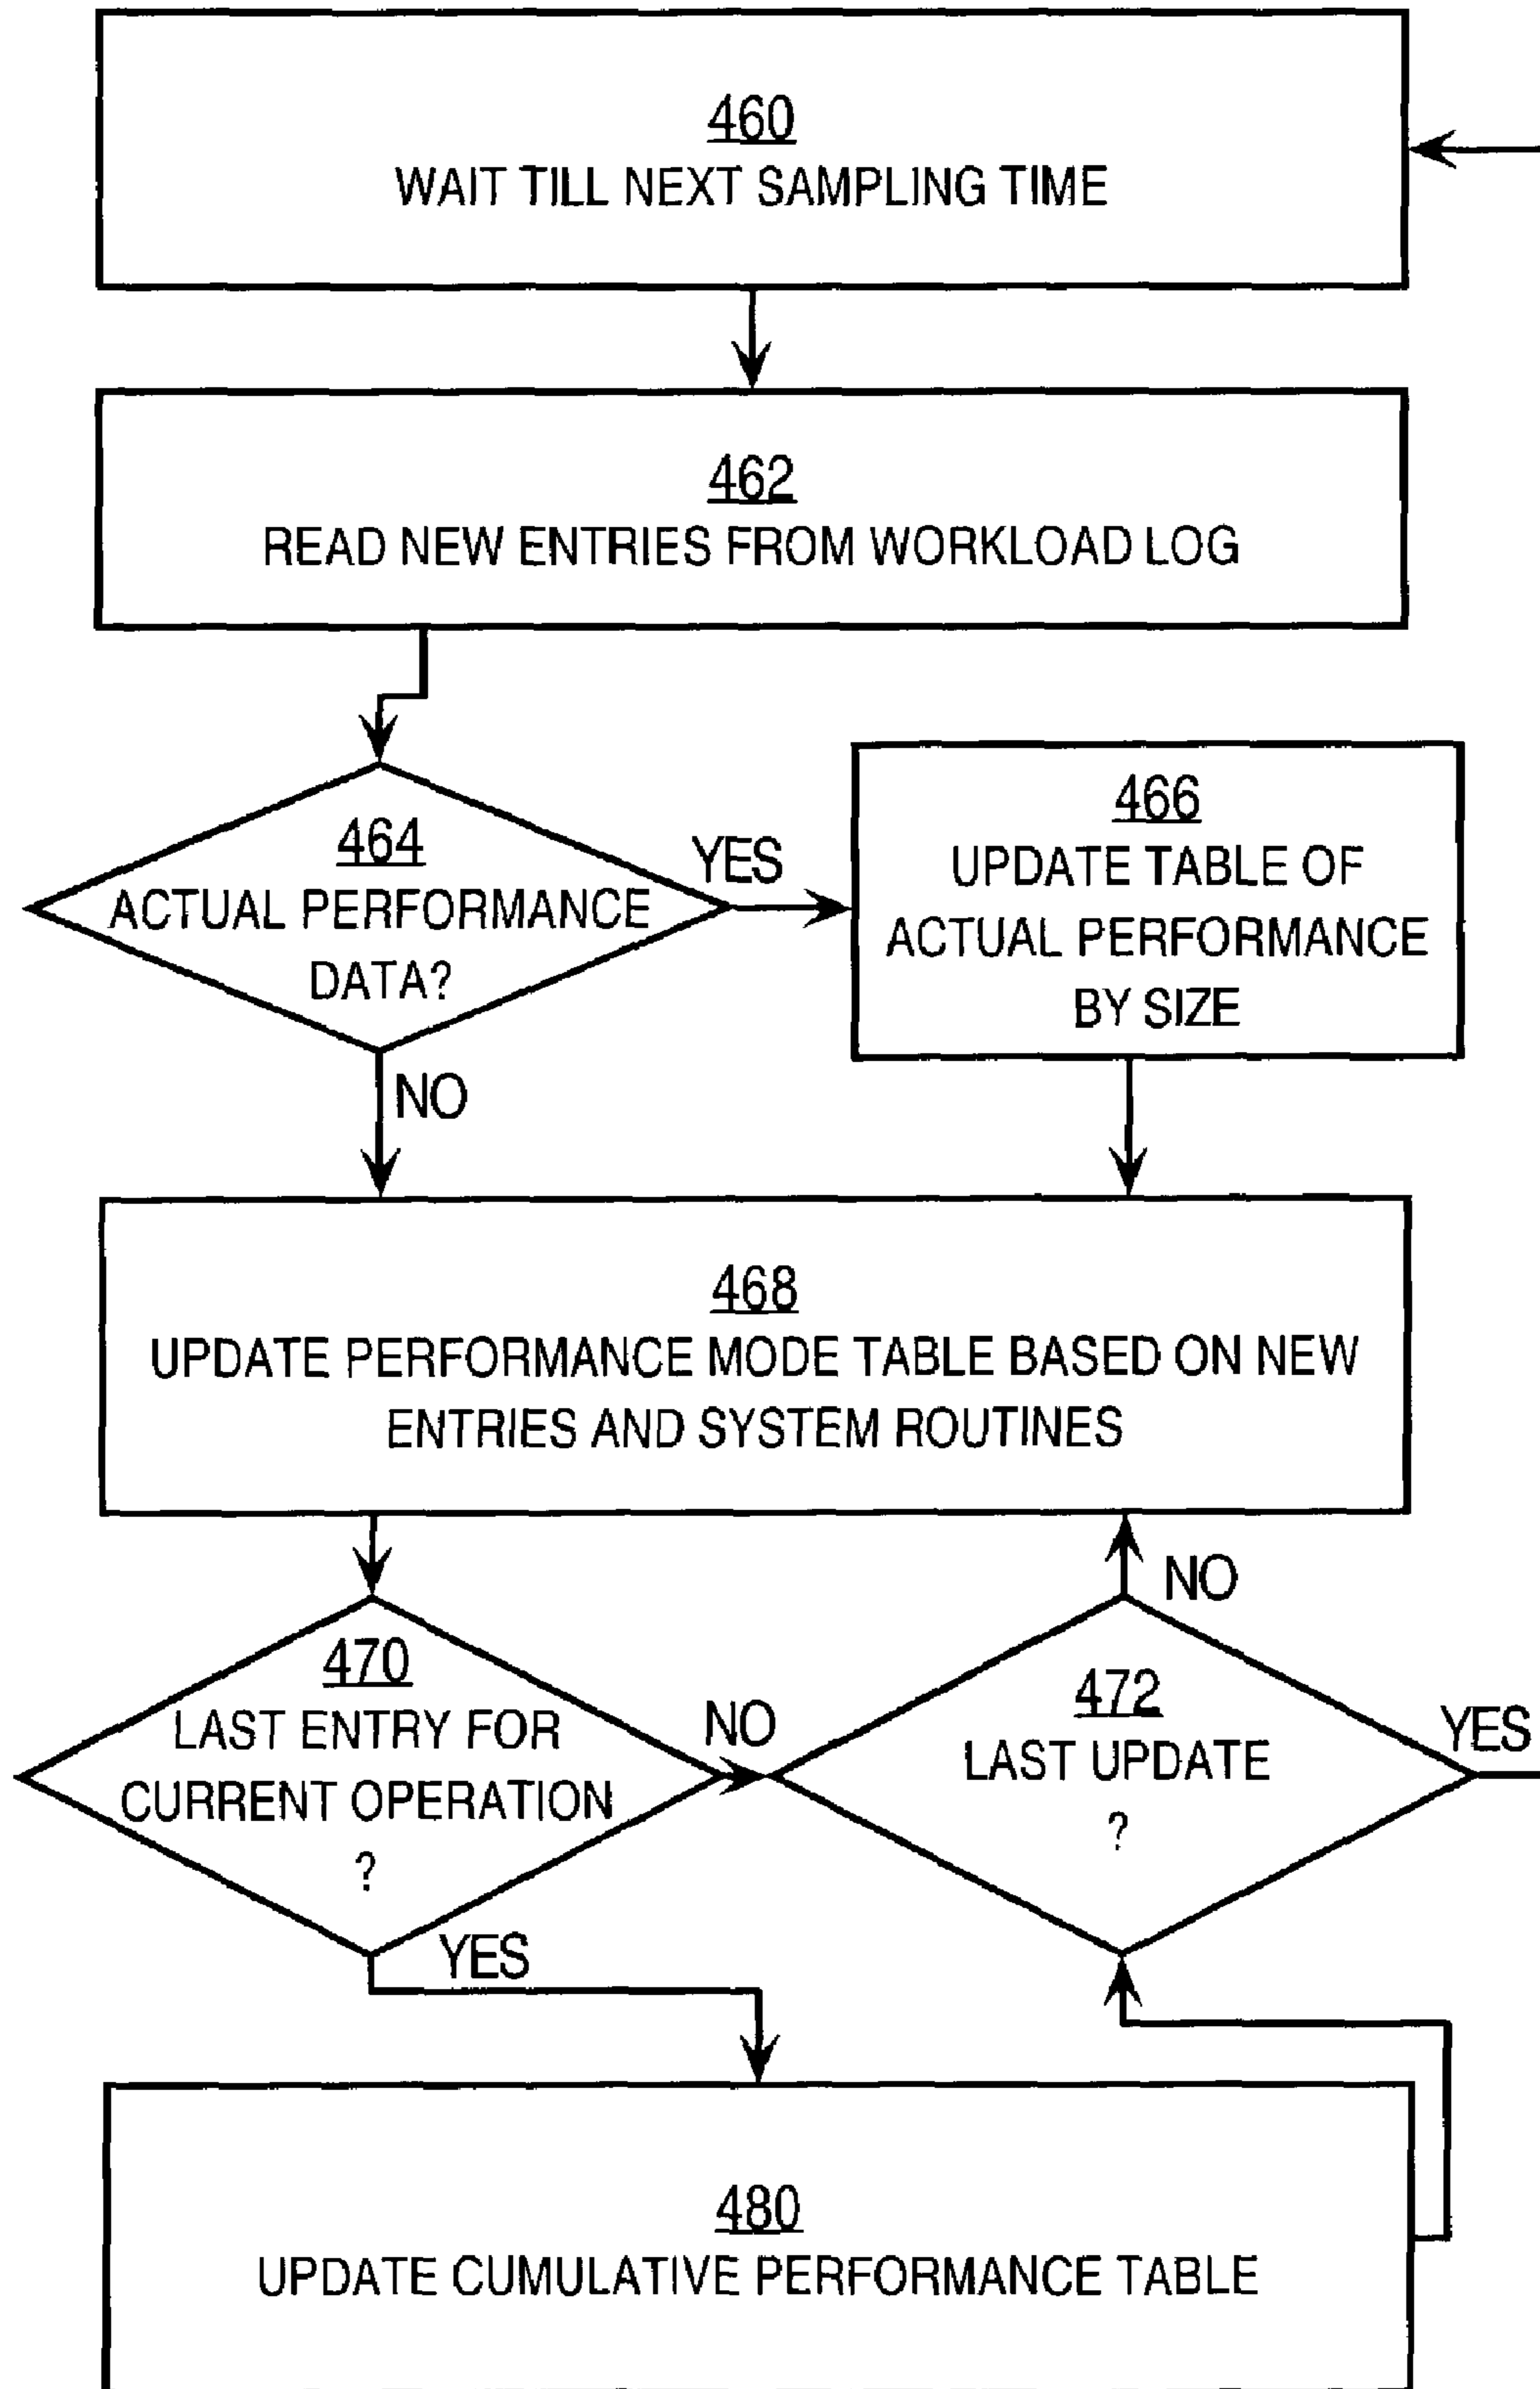 460
WAIT TILL NEXT SAMPLING TIME
462
READ NEW ENTRIES FROM WORKLOAD LOG
464
ACTUAL PERFORMANCE
DATA?
YES
466
UPDATE TABLE OF
ACTUAL PERFORMANCE
BY SIZE
NO
468
UPDATE PERFORMANCE MODE TABLE BASED ON NEW
ENTRIES AND SYSTEM ROUTINES
470
LAST ENTRY FOR
CURRENT OPERATION
?
NO
YES
472
LAST UPDATE
?
NO
YES
480
UPDATE CUMULATIVE PERFORMANCE TABLE